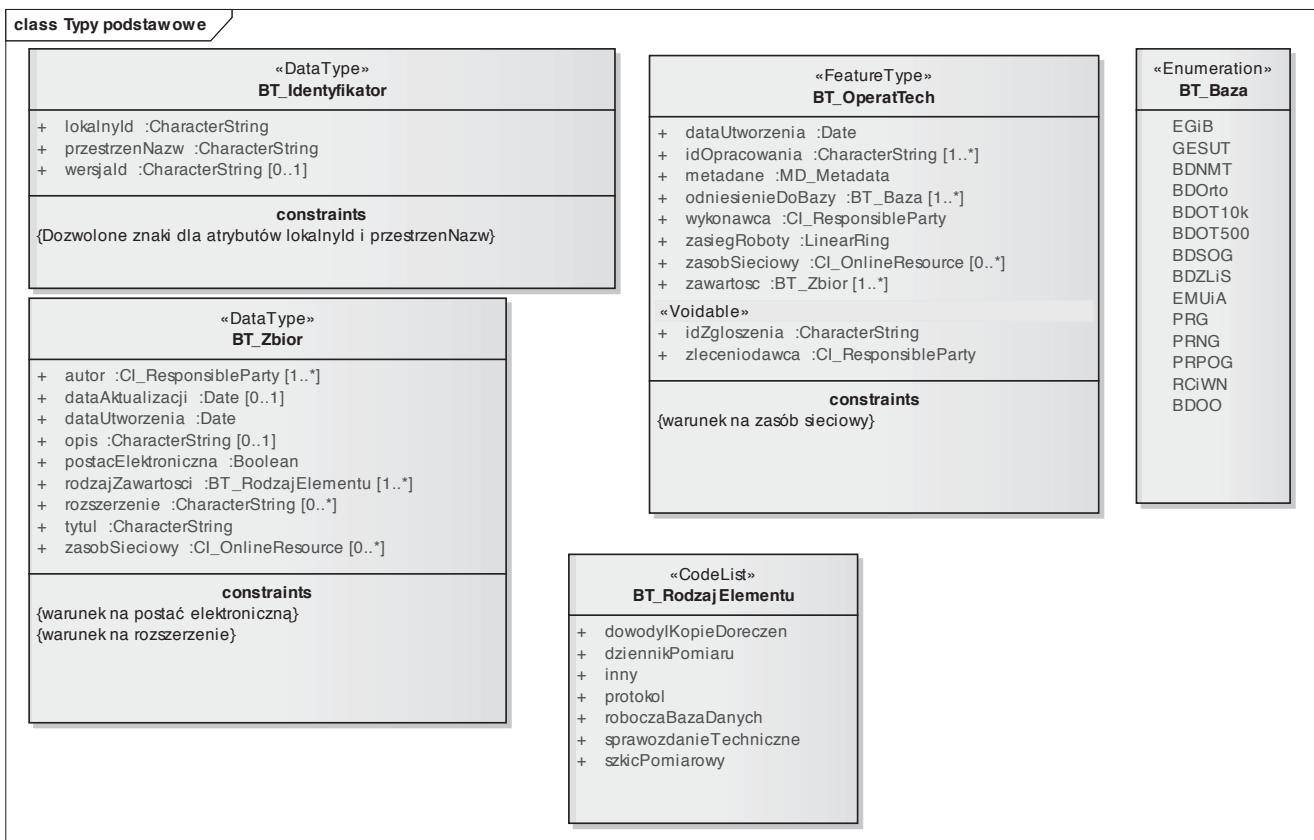 class Typy podstawowe
«DataType»
BT_Identyfikator
+ lokalnyId :CharacterString
+ przestrzenNazw :CharacterString
+ wersjaId :CharacterString [0..1]
constraints
{Dozwolone znaki dla atrybutów lokalnyId i przestrzenNazw}
«DataType»
BT_Zbior
+ autor :CI_ResponsibleParty [1..*]
+ dataAktualizacji :Date [0..1]
+ dataUtworzenia :Date
+ opis :CharacterString [0..1]
+ postacElektroniczna :Boolean
+ rodzajZawartosci :BT_RodzajElementu [1..*]
+ rozszerzenie :CharacterString [0..*]
+ tytul :CharacterString
+ zasobSieciowy :CI_OnlineResource [0..*]
constraints
{warunek na postać elektroniczną}
{warunek na rozszerzenie}
«FeatureType»
BT_OperatTech
+ dataUtworzenia :Date
+ idOpracowania :CharacterString [1..*]
+ metadane :MD_Metadata
+ odniesienieDoBazy :BT_Baza [1..*]
+ wykonawca :CI_ResponsibleParty
+ zasiegRoboty :LinearRing
+ zasobSieciowy :CI_OnlineResource [0..*]
+ zawartosc :BT_Zbior [1..*]
«Voidable»
+ idZgloszenia :CharacterString
+ zleceniodawca :CI_ResponsibleParty
constraints
{warunek na zasób sieciowy}
«CodeList»
BT_RodzajElementu
+ dowodyIKopieDoreczen
+ dziennikPomiaru
+ inny
+ protokol
+ roboczaBazaDanych
+ sprawozdanieTechniczne
+ szkicPomiarowy
«Enumeration»
BT_Baza
EGiB
GESUT
BDNMT
BDOrto
BDOT10k
BDOT500
BDSOG
BDZLiS
EMUiA
PRG
PRNG
PRPOG
RCiWN
BDOO